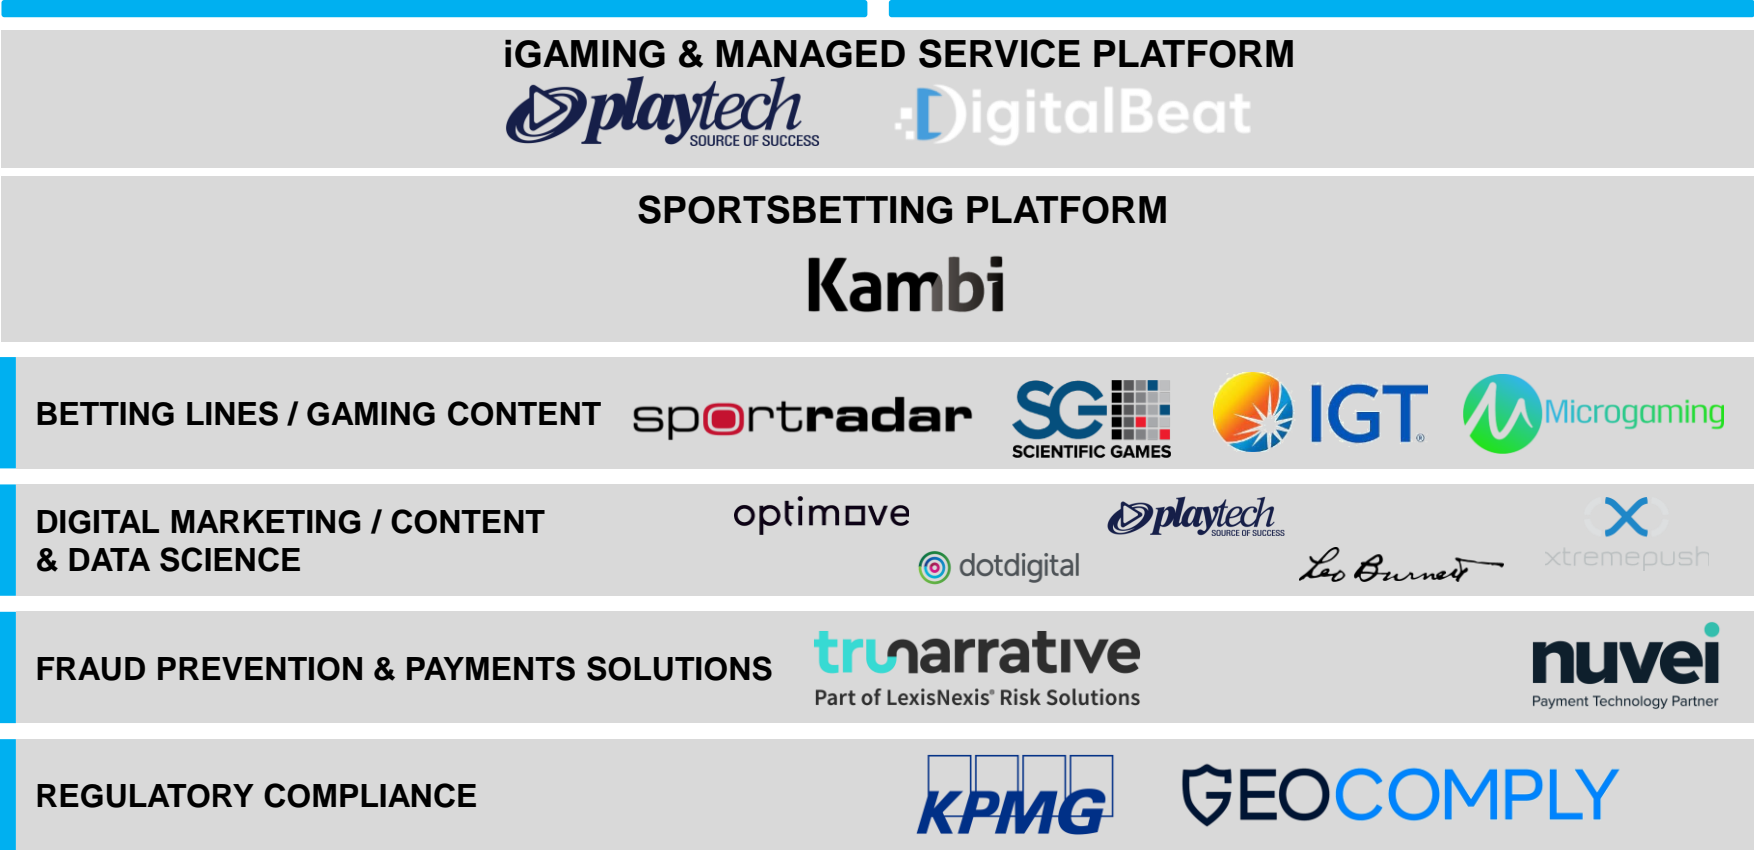 iGAMING & MANAGED SERVICE PLATFORM
playtech
SOURCE OF SUCCESS
DigitalBeat
SPORTSBETTING PLATFORM
Kambi
BETTING LINES / GAMING CONTENT
sportradar
SG
SCIENTIFIC GAMES
IGT®
Microgaming
DIGITAL MARKETING / CONTENT
& DATA SCIENCE
optimove
dotdigital
playtech
SOURCE OF SUCCESS
Leo Burnett
xtremepush
FRAUD PREVENTION & PAYMENTS SOLUTIONS
trunarrative
Part of LexisNexis® Risk Solutions
nuvei
Payment Technology Partner
REGULATORY COMPLIANCE
KPMG
GEOCOMPLY